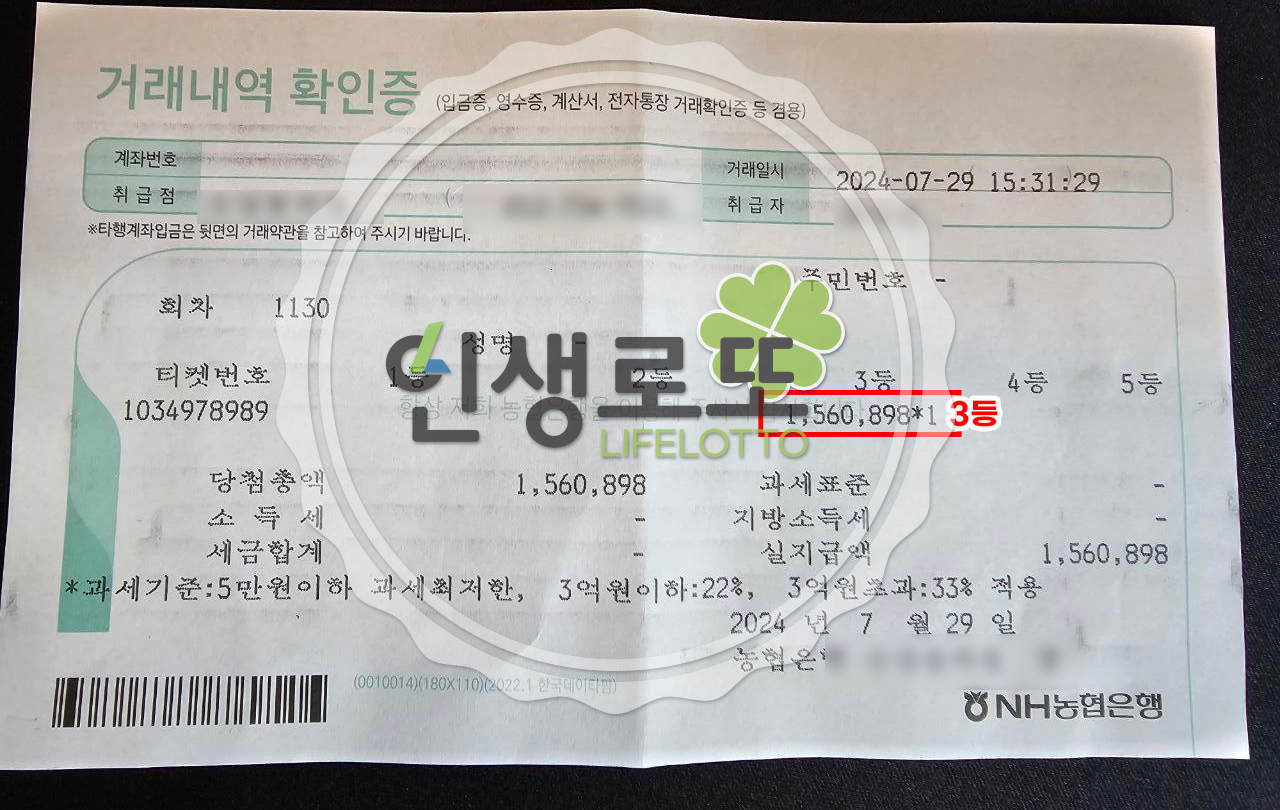 거래내역 확인증 (입금증, 영수증, 계산서, 전자통장 거래확인증 등 겸용)
계좌번호
거래일시 2024-07-29 15:31:29
취급점 (
취급자
※타행계좌입금은 뒷면의 거래약관을 참고하여 주시기 바랍니다.
주민번호 -
회차 1130
성명 -
티켓번호 1등 2등 3등 4등 5등
1034978989 1,560,898*1 3등
인생로또
LIFELOTTO
당첨총액 1,560,898 과세표준 -
소 득 세 - 지방소득세 -
세금합계 - 실지급액 1,560,898
*과세기준:5만원이하 과세최저한, 3억원이하:22%, 3억원초과:33% 적용
2024 년 7 월 29 일
농협은행
(0010014)(180X110)(2022.1 한국데이타팜)
NH농협은행